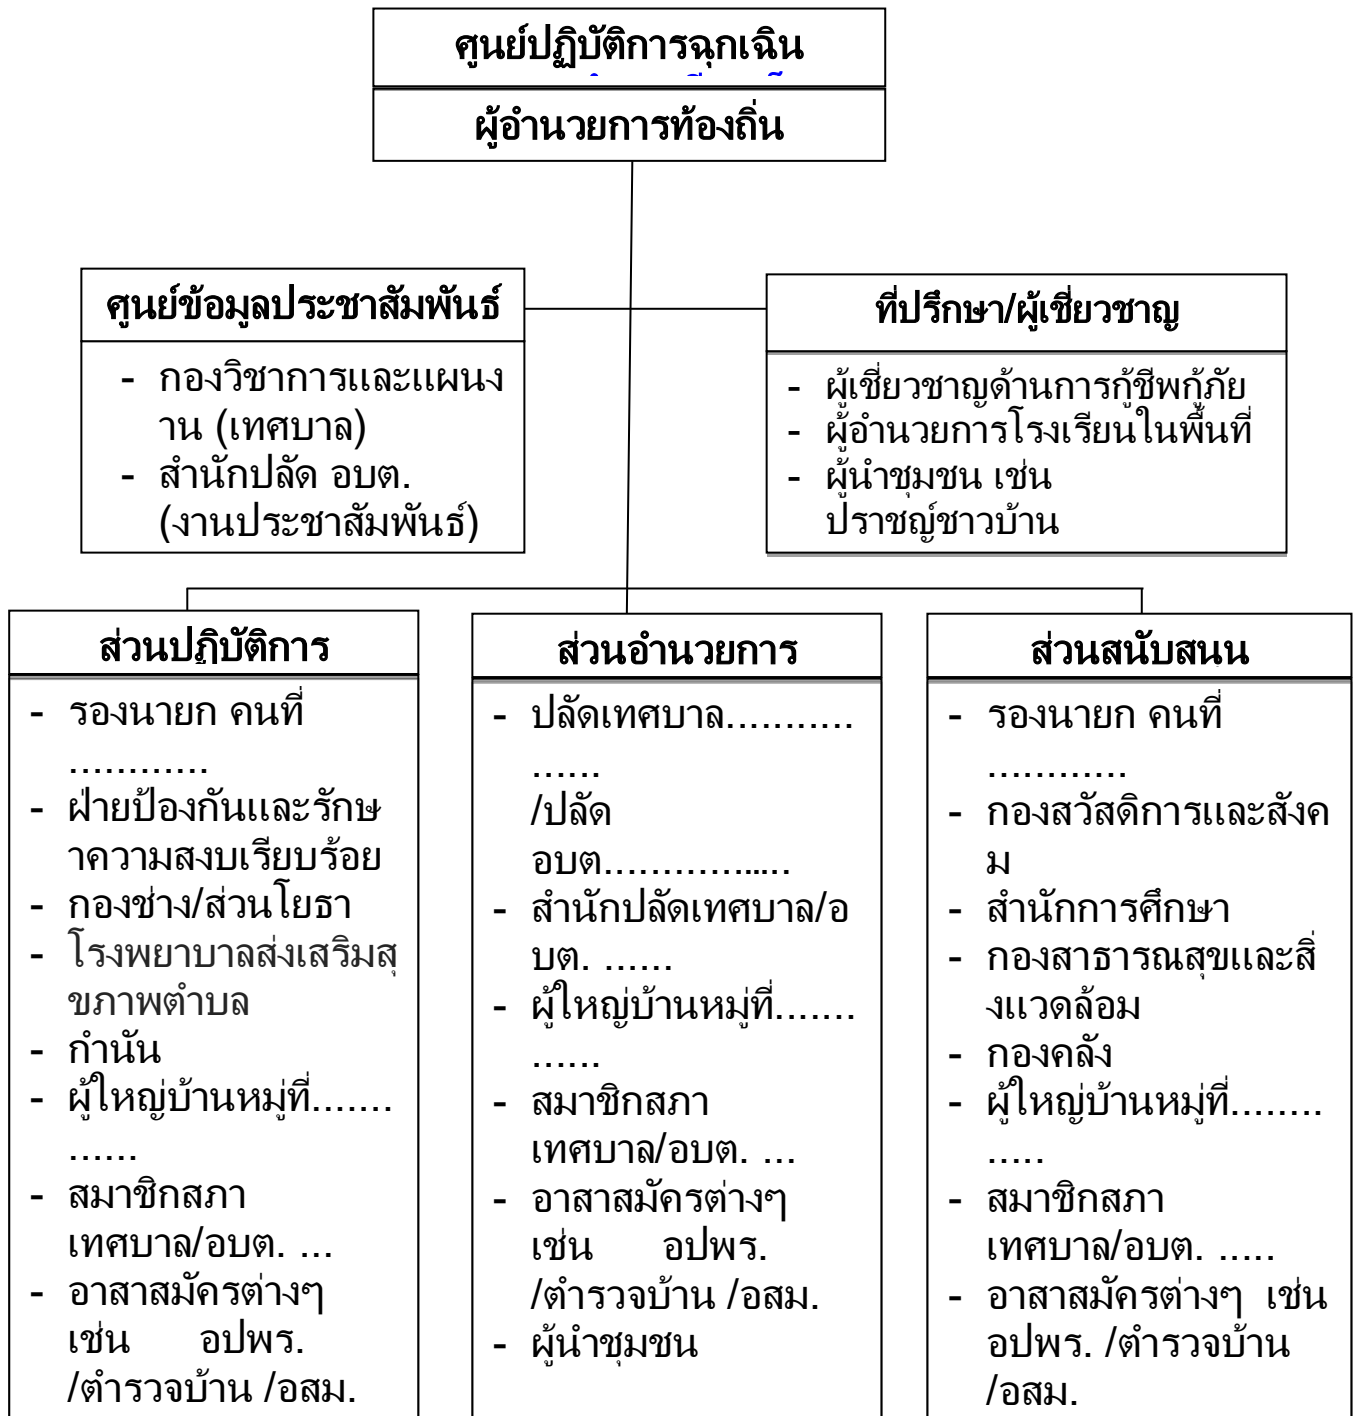 ศูนย์ปฏิบัติการฉุกเฉิน
ผู้อำนวยการท้องถิ่น
ศูนย์ข้อมูลประชาสัมพันธ์
- กองวิชาการและแผนง
าน (เทศบาล)
- สำนักปลัด อบต.
(งานประชาสัมพันธ์)
ที่ปรึกษา/ผู้เชี่ยวชาญ
- ผู้เชี่ยวชาญด้านการกู้ชีพกู้ภัย
- ผู้อำนวยการโรงเรียนในพื้นที่
- ผู้นำชุมชน เช่น
ปราชญ์ชาวบ้าน
ส่วนปฏิบัติการ
- รองนายก คนที่
............
- ฝ่ายป้องกันและรักษ
าความสงบเรียบร้อย
- กองช่าง/ส่วนโยธา
- โรงพยาบาลส่งเสริมสุ
ขภาพตำบล
- กำนัน
- ผู้ใหญ่บ้านหมู่ที่.......
......
- สมาชิกสภา
เทศบาล/อบต. ...
- อาสาสมัครต่างๆ
เช่น อปพร.
/ตำรวจบ้าน /อสม.
ส่วนอำนวยการ
- ปลัดเทศบาล...........
......
/ปลัด
อบต................
- สำนักปลัดเทศบาล/อ
บต. ......
- ผู้ใหญ่บ้านหมู่ที่.......
......
- สมาชิกสภา
เทศบาล/อบต. ...
- อาสาสมัครต่างๆ
เช่น อปพร.
/ตำรวจบ้าน /อสม.
- ผู้นำชุมชน
ส่วนสนับสนน
- รองนายก คนที่
............
- กองสวัสดิการและสังค
ม
- สำนักการศึกษา
- กองสาธารณสุขและสิ่
งแวดล้อม
- กองคลัง
- ผู้ใหญ่บ้านหมู่ที่........
.....
- สมาชิกสภา
เทศบาล/อบต. .....
- อาสาสมัครต่างๆ เช่น
อปพร. /ตำรวจบ้าน
/อสม.